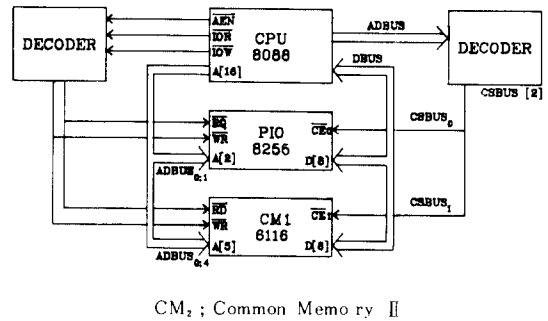 DECODER
AEN
IOR
IOW
A[16]
CPU
8088
ADBUS
DBUS
DECODER
CSBUS [2]
RD
WR
A[2]
PIO
8256
CE0
D[8]
CSBUS0
ADBUS0:1
RD
WR
A[5]
CM1
6116
CE1
D[8]
CSBUS1
ADBUS0:4
CM2 ; Common Memory II